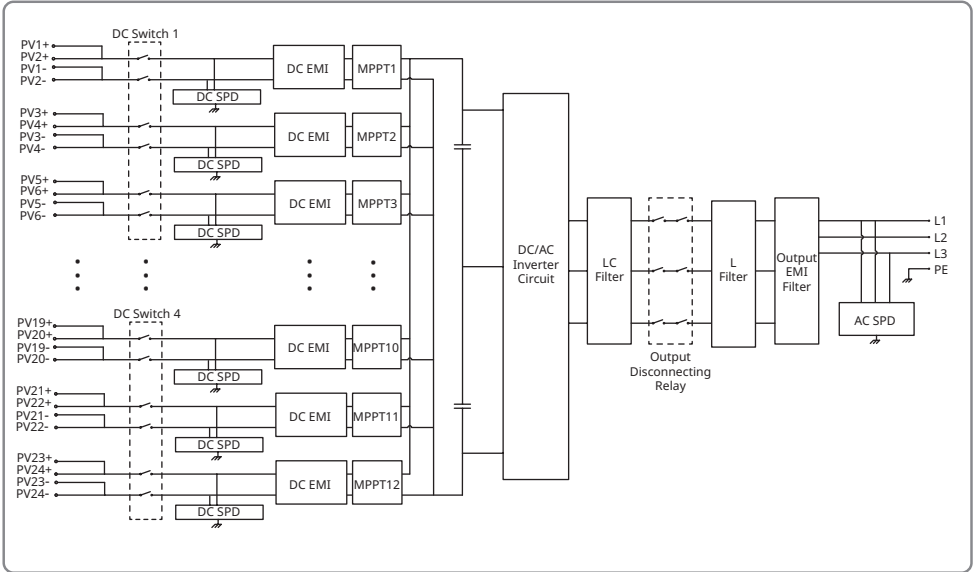 DC Switch 1
PV1+
PV2+
PV1-
PV2-
DC EMI
MPPT1
DC SPD
PV3+
PV4+
PV3-
PV4-
DC EMI
MPPT2
DC SPD
PV5+
PV6+
PV5-
PV6-
DC EMI
MPPT3
DC SPD
DC Switch 4
PV19+
PV20+
PV19-
PV20-
DC EMI
MPPT10
DC SPD
PV21+
PV22+
PV21-
PV22-
DC EMI
MPPT11
DC SPD
PV23+
PV24+
PV23-
PV24-
DC EMI
MPPT12
DC SPD
DC/AC
Inverter
Circuit
LC
Filter
Output
Disconnecting
Relay
L
Filter
Output
EMI
Filter
L1
L2
L3
PE
AC SPD